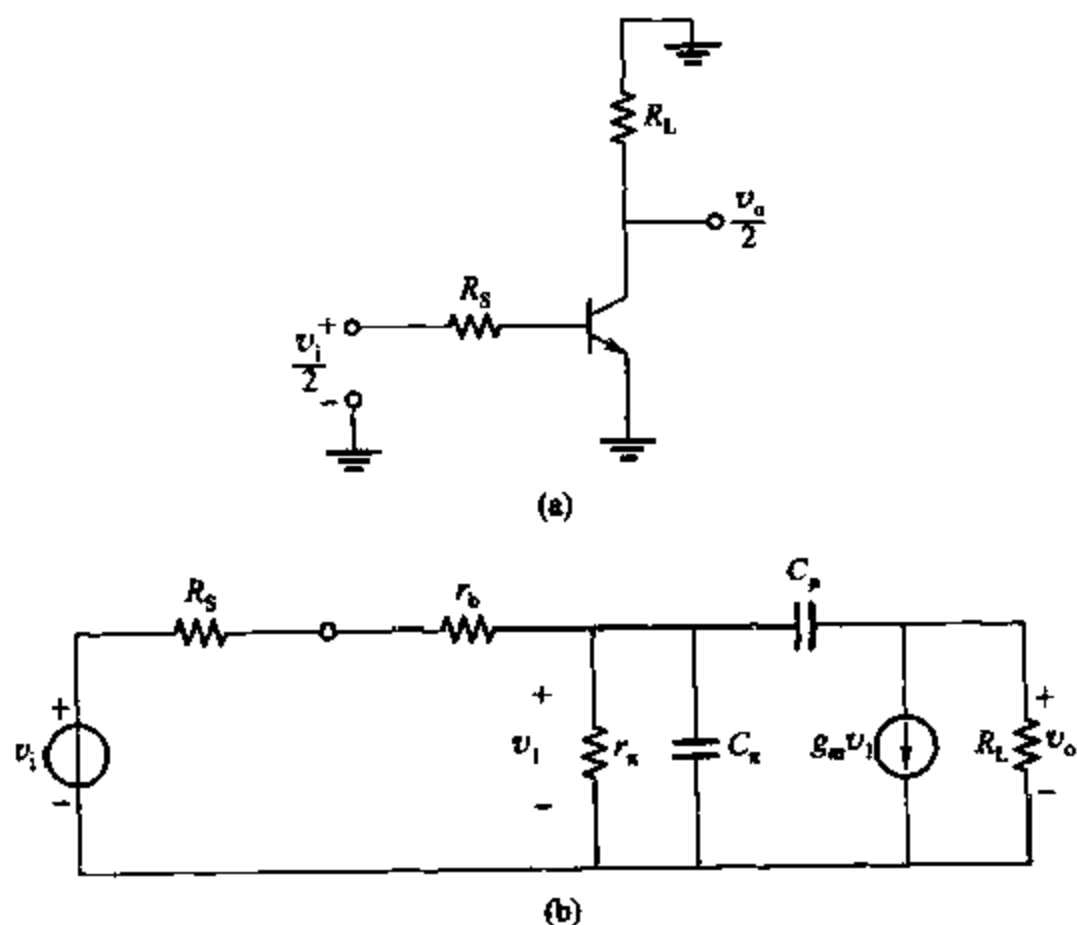 R_L
v_o/2
R_S
+
v_i/2
−
(a)
R_S
r_b
C_μ
+
v_i
−
+
v_1
−
r_π
C_π
g_m v_1
R_L
+
v_o
−
(b)